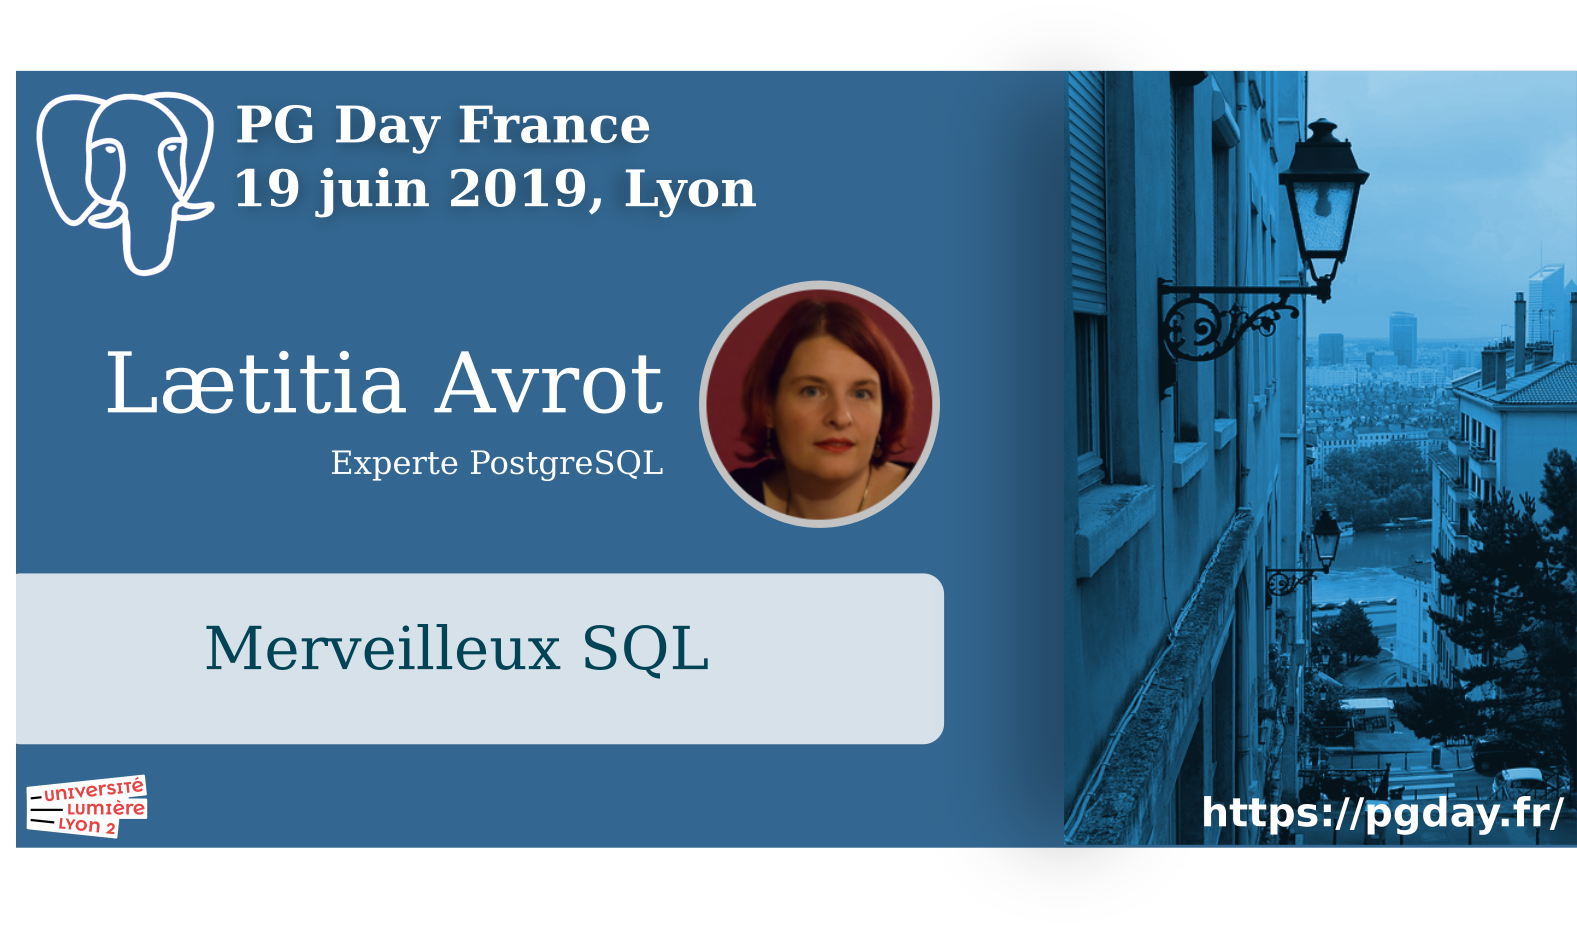 PG Day France
19 juin 2019, Lyon
Lætitia Avrot
Experte PostgreSQL
Merveilleux SQL
UNIVERSITÉ
LUMIÈRE
LYON 2
https://pgday.fr/